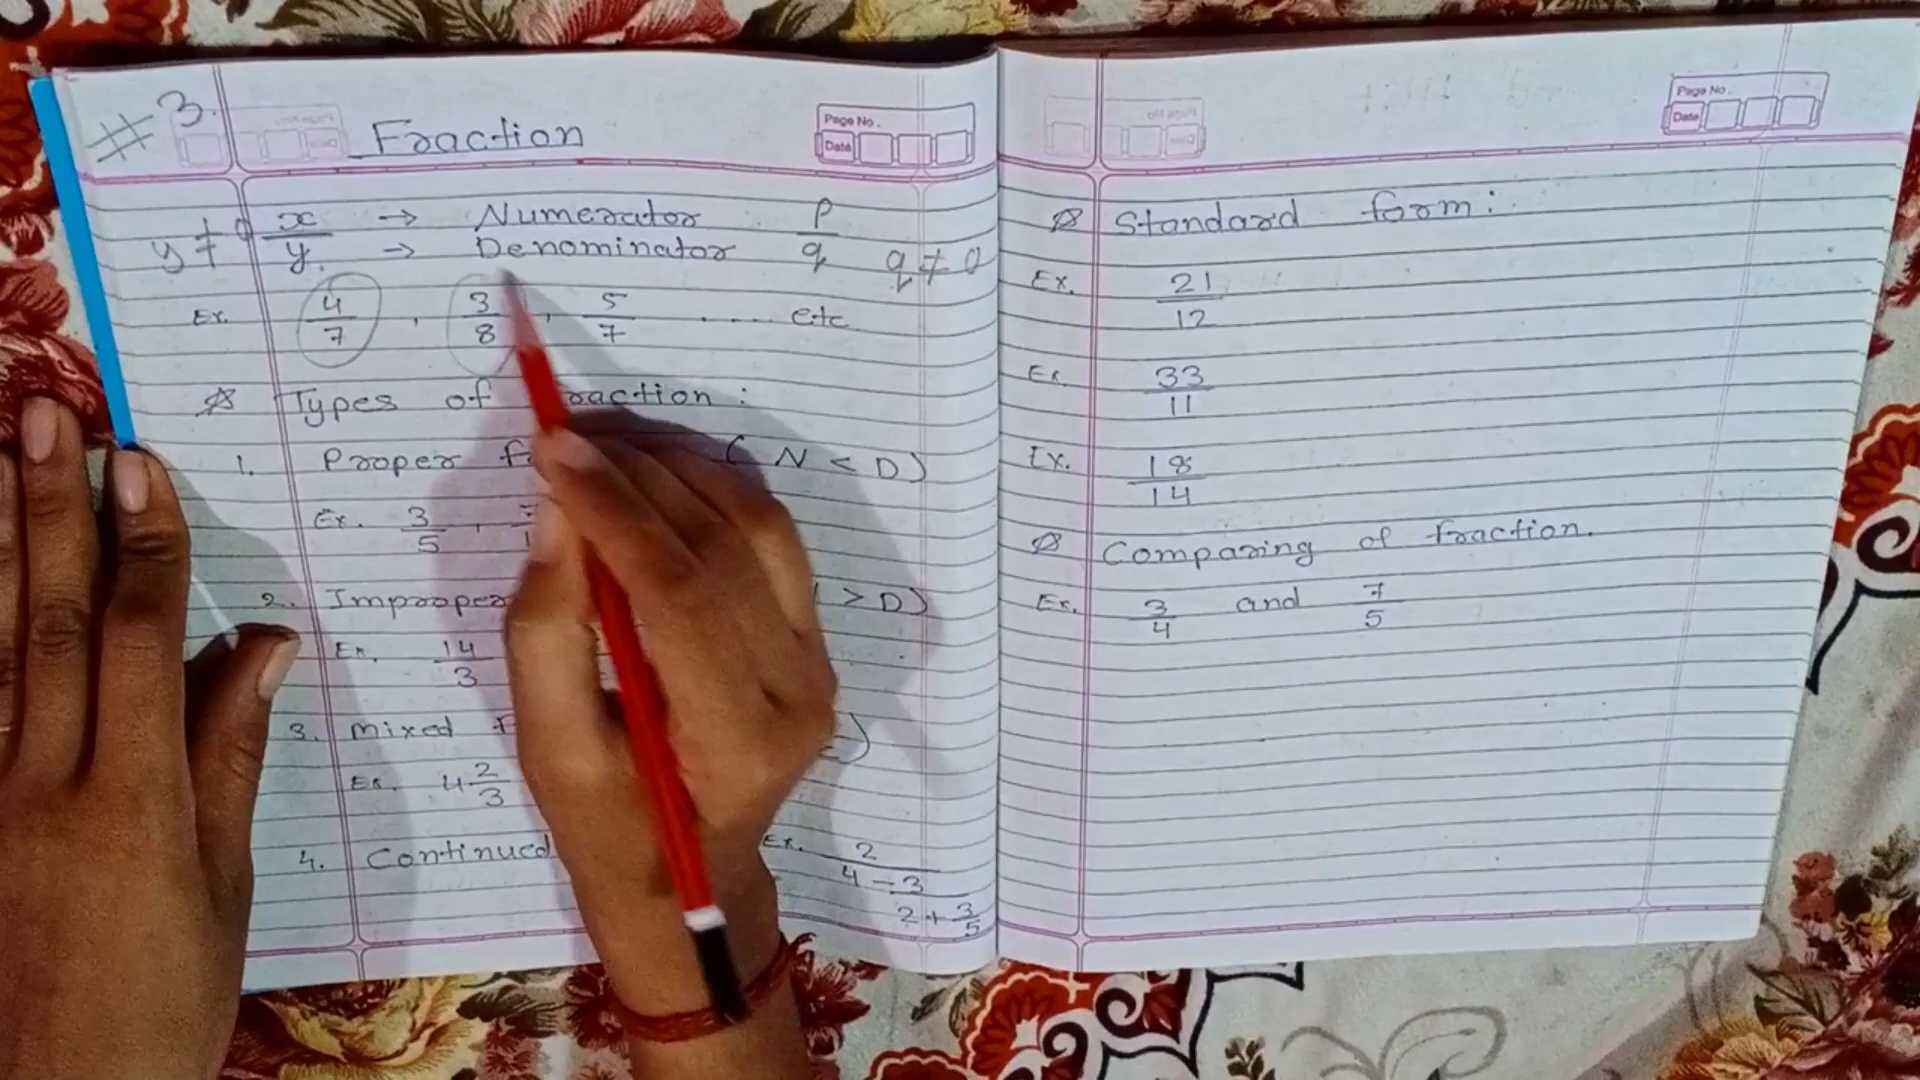 # 3.
Fraction
Page No.
Date
y ≠ 0 x/y → Numerator p/q
→ Denominator q ≠ 0
Ex. 4/7 , 3/8 , 5/7 .... etc
Types of raction :
1. Proper f ( N < D )
Ex. 3/5 ,
2. Improper > D )
Ex. 14/3
3. Mixed
Ex. 4 2/3
4. Continued Ex. 2
4 - 3
2 + 3/5
Page No.
Date
Standard form :
Ex. 21/12
Ex. 33/11
Ex. 18/14
Comparing of fraction.
Ex. 3/4 and 7/5